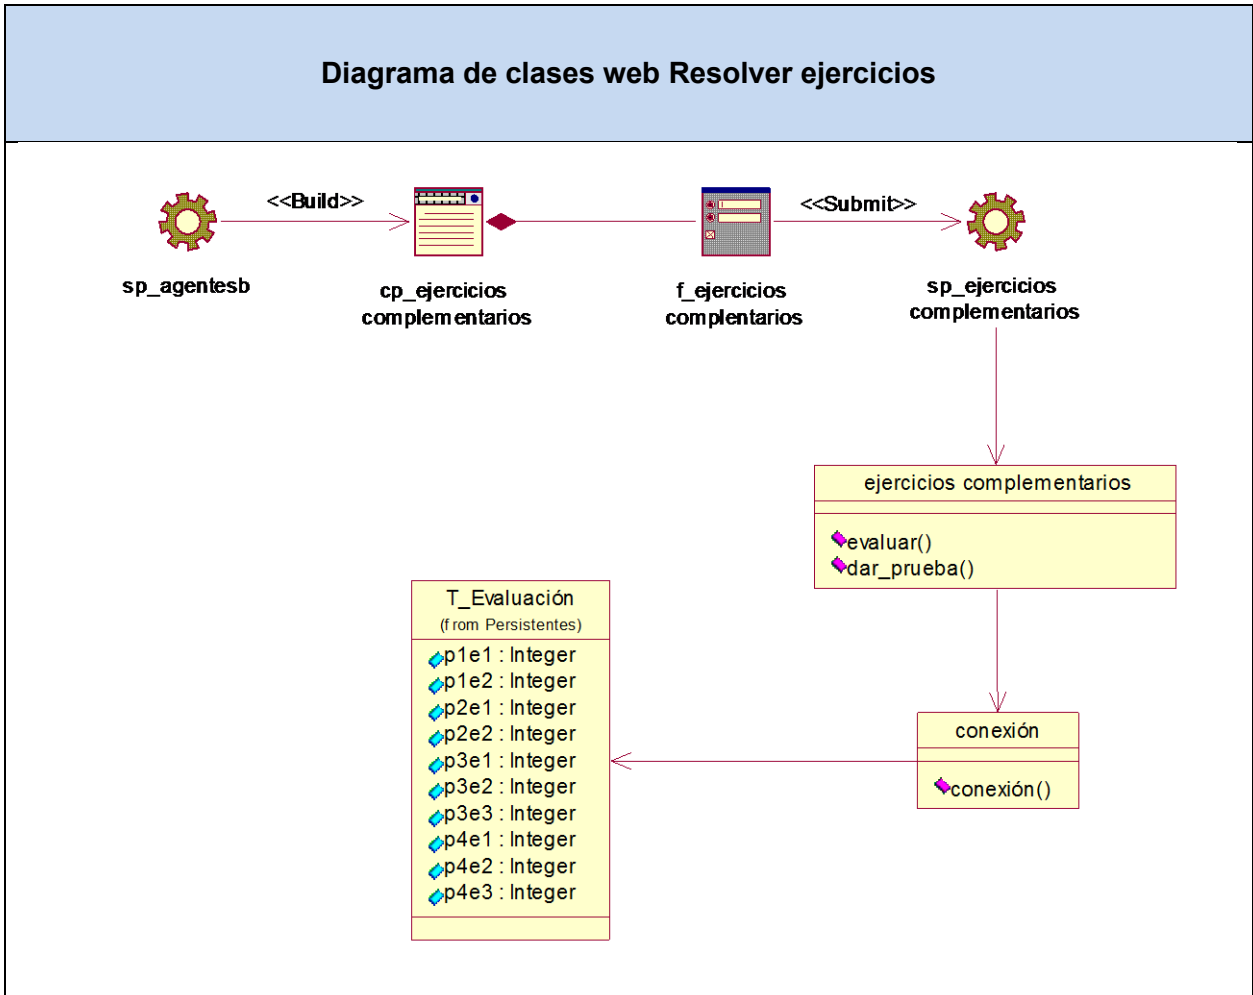 Diagrama de clases web Resolver ejercicios
<<Build>>
<<Submit>>
sp_agentesb
cp_ejercicios
complementarios
f_ejercicios
complentarios
sp_ejercicios
complementarios
ejercicios complementarios
evaluar()
dar_prueba()
T_Evaluación
(from Persistentes)
p1e1 : Integer
p1e2 : Integer
p2e1 : Integer
p2e2 : Integer
p3e1 : Integer
p3e2 : Integer
p3e3 : Integer
p4e1 : Integer
p4e2 : Integer
p4e3 : Integer
conexión
conexión()